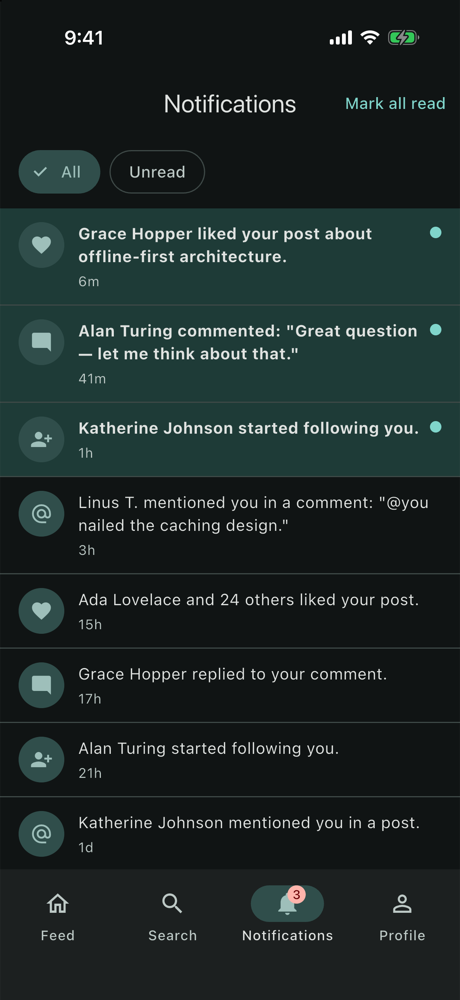 9:41
Notifications
Mark all read
All
Unread
Grace Hopper liked your post about
offline-first architecture.
6m
Alan Turing commented: "Great question
— let me think about that."
41m
Katherine Johnson started following you.
1h
Linus T. mentioned you in a comment: "@you
nailed the caching design."
3h
Ada Lovelace and 24 others liked your post.
15h
Grace Hopper replied to your comment.
17h
Alan Turing started following you.
21h
Katherine Johnson mentioned you in a post.
1d
3
Feed
Search
Notifications
Profile